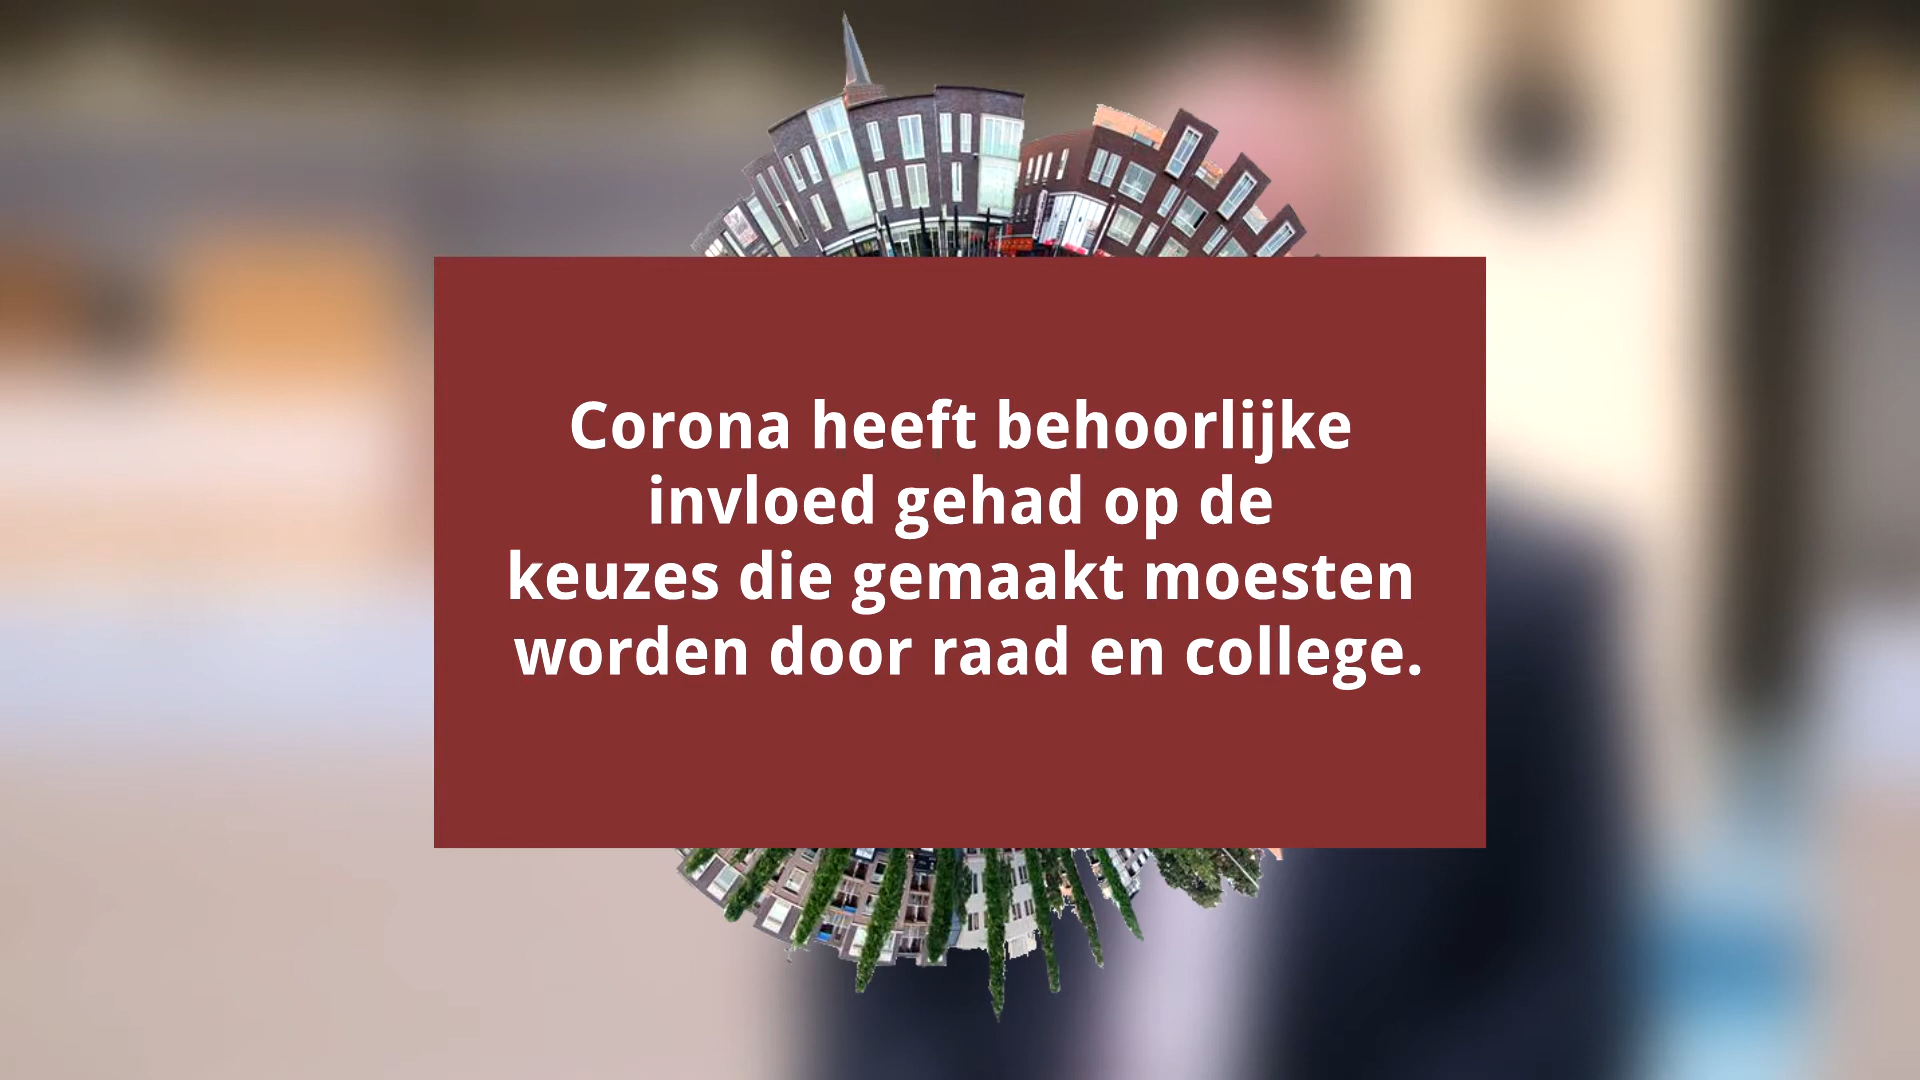 Corona heeft behoorlijke
invloed gehad op de
keuzes die gemaakt moesten
worden door raad en college.